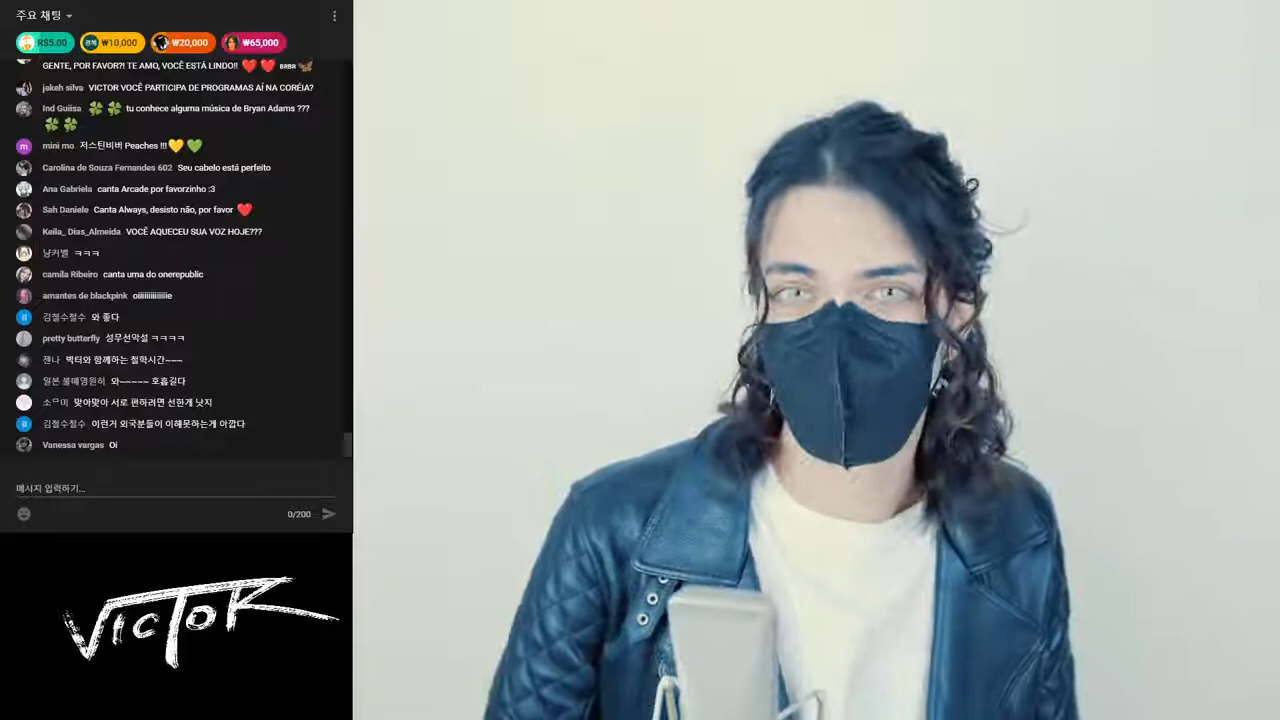 주요 채팅
R$5.00 ₩10,000 ₩20,000 ₩65,000
GENTE, POR FAVOR?! TE AMO, VOCÊ ESTÁ LINDO!! ❤️ ❤️ BRBR 🦋
jakeh silva VICTOR VOCÊ PARTICIPA DE PROGRAMAS AÍ NA CORÉIA?
Ind Guiisa 🍀 🍀 tu conhece alguma música de Bryan Adams ???
🍀 🍀
m mini mo 저스틴비버 Peaches !!! 💛 💚
Carolina de Souza Fernandes 602 Seu cabelo está perfeito
Ana Gabriela canta Arcade por favorzinho :3
Sah Daniele Canta Always, desisto não, por favor ❤️
Keila_Dias_Almeida VOCÊ AQUECEU SUA VOZ HOJE???
냥커벨 ㅋㅋㅋ
camila Ribeiro canta uma do onerepublic
amantes de blackpink oiiiiiiiiiiiiiie
김철수철수 와 좋다
pretty butterfly 성무선악설 ㅋㅋㅋㅋ
젠나 빅터와 함께하는 철학시간~~~
일본 불매영원히 와~~~~~ 호흡길다
소ㅁ미 맞아맞아 서로 편하려면 선한게 낫지
김철수철수 이런거 외국분들이 이해못하는게 아깝다
Vanessa vargas Oi
메시지 입력하기...
0/200
VICTOR